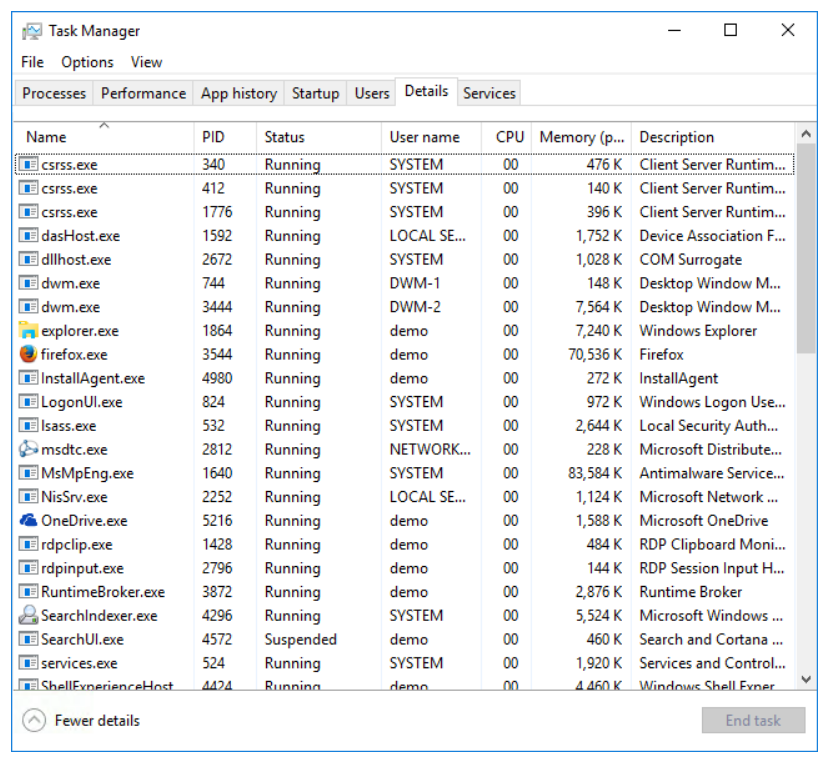 Task Manager
File Options View
Processes Performance App history Startup Users Details Services
Name PID Status User name CPU Memory (p... Description
csrss.exe 340 Running SYSTEM 00 476 K Client Server Runtim...
csrss.exe 412 Running SYSTEM 00 140 K Client Server Runtim...
csrss.exe 1776 Running SYSTEM 00 396 K Client Server Runtim...
dasHost.exe 1592 Running LOCAL SE... 00 1,752 K Device Association F...
dllhost.exe 2672 Running SYSTEM 00 1,028 K COM Surrogate
dwm.exe 744 Running DWM-1 00 148 K Desktop Window M...
dwm.exe 3444 Running DWM-2 00 7,564 K Desktop Window M...
explorer.exe 1864 Running demo 00 7,240 K Windows Explorer
firefox.exe 3544 Running demo 00 70,536 K Firefox
InstallAgent.exe 4980 Running demo 00 272 K InstallAgent
LogonUI.exe 824 Running SYSTEM 00 972 K Windows Logon Use...
lsass.exe 532 Running SYSTEM 00 2,644 K Local Security Auth...
msdtc.exe 2812 Running NETWORK... 00 228 K Microsoft Distribute...
MsMpEng.exe 1640 Running SYSTEM 00 83,584 K Antimalware Service...
NisSrv.exe 2252 Running LOCAL SE... 00 1,124 K Microsoft Network ...
OneDrive.exe 5216 Running demo 00 1,588 K Microsoft OneDrive
rdpclip.exe 1428 Running demo 00 484 K RDP Clipboard Moni...
rdpinput.exe 2796 Running demo 00 144 K RDP Session Input H...
RuntimeBroker.exe 3872 Running demo 00 2,876 K Runtime Broker
SearchIndexer.exe 4296 Running SYSTEM 00 5,524 K Microsoft Windows ...
SearchUI.exe 4572 Suspended demo 00 460 K Search and Cortana ...
services.exe 524 Running SYSTEM 00 1,920 K Services and Control...
ShellExperienceHost 4424 Running demo 00 4,460 K Windows Shell Exper
Fewer details End task